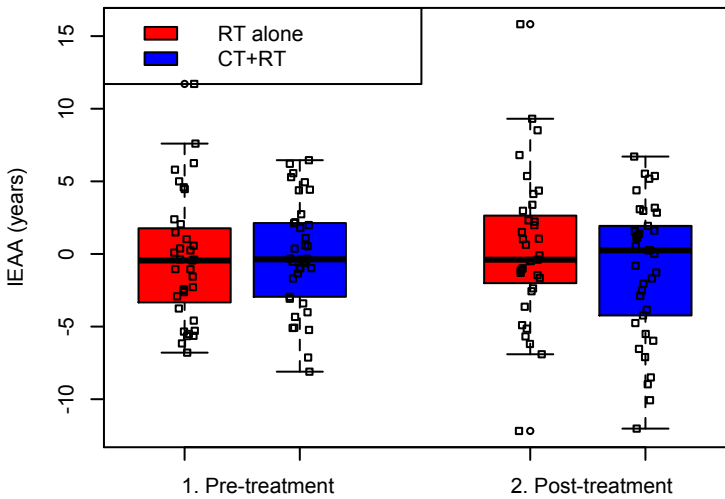 RT alone
CT+RT
IEAA (years)
15
10
5
0
-5
-10
1. Pre-treatment
2. Post-treatment